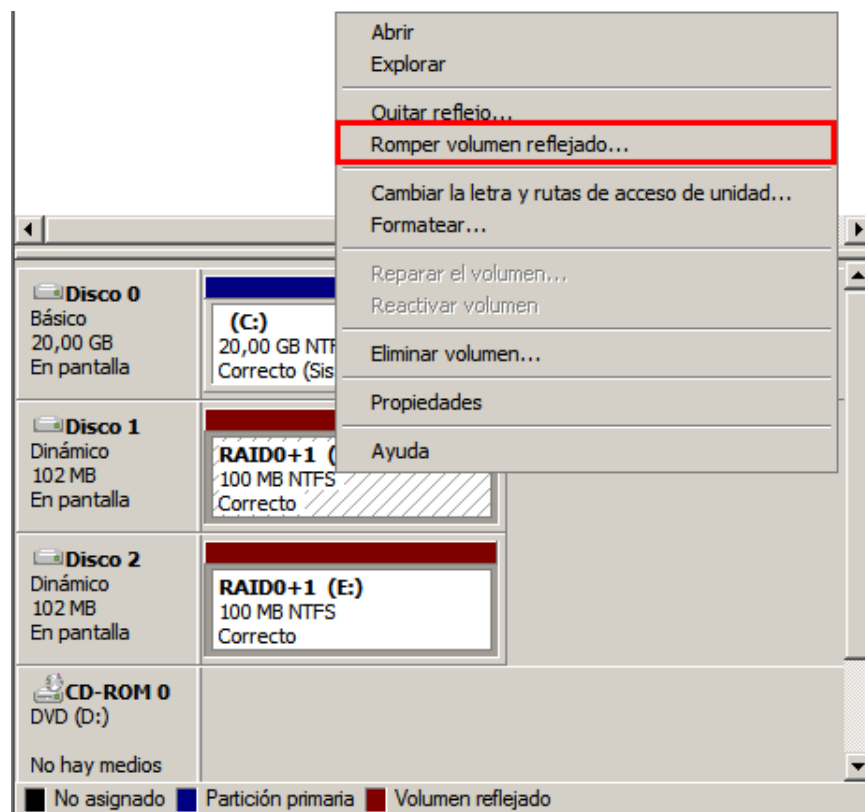 Abrir
Explorar
Quitar reflejo...
Romper volumen reflejado...
Cambiar la letra y rutas de acceso de unidad...
Formatear...
Reparar el volumen...
Reactivar volumen
Eliminar volumen...
Propiedades
Ayuda
Disco 0
Básico
20,00 GB
En pantalla
(C:)
20,00 GB NTF
Correcto (Sis
Disco 1
Dinámico
102 MB
En pantalla
RAID0+1 (
100 MB NTFS
Correcto
Disco 2
Dinámico
102 MB
En pantalla
RAID0+1 (E:)
100 MB NTFS
Correcto
CD-ROM 0
DVD (D:)
No hay medios
No asignado Partición primaria Volumen reflejado